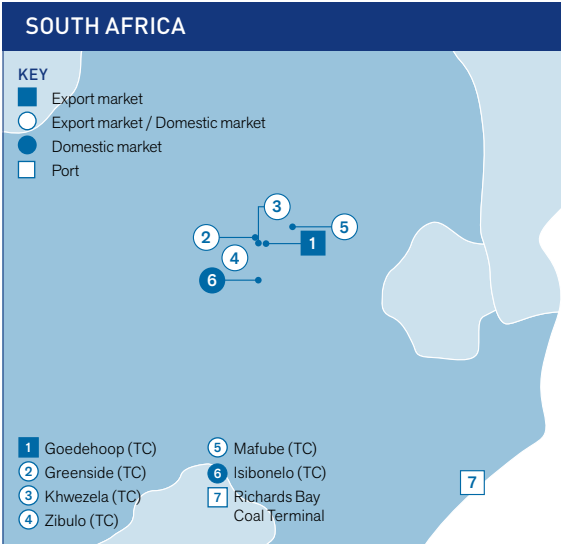 SOUTH AFRICA
KEY
Export market
Export market / Domestic market
Domestic market
Port
3
2
5
1
4
6
7
1 Goedehoop (TC)
2 Greenside (TC)
3 Khwezela (TC)
4 Zibulo (TC)
5 Mafube (TC)
6 Isibonelo (TC)
7 Richards Bay
Coal Terminal